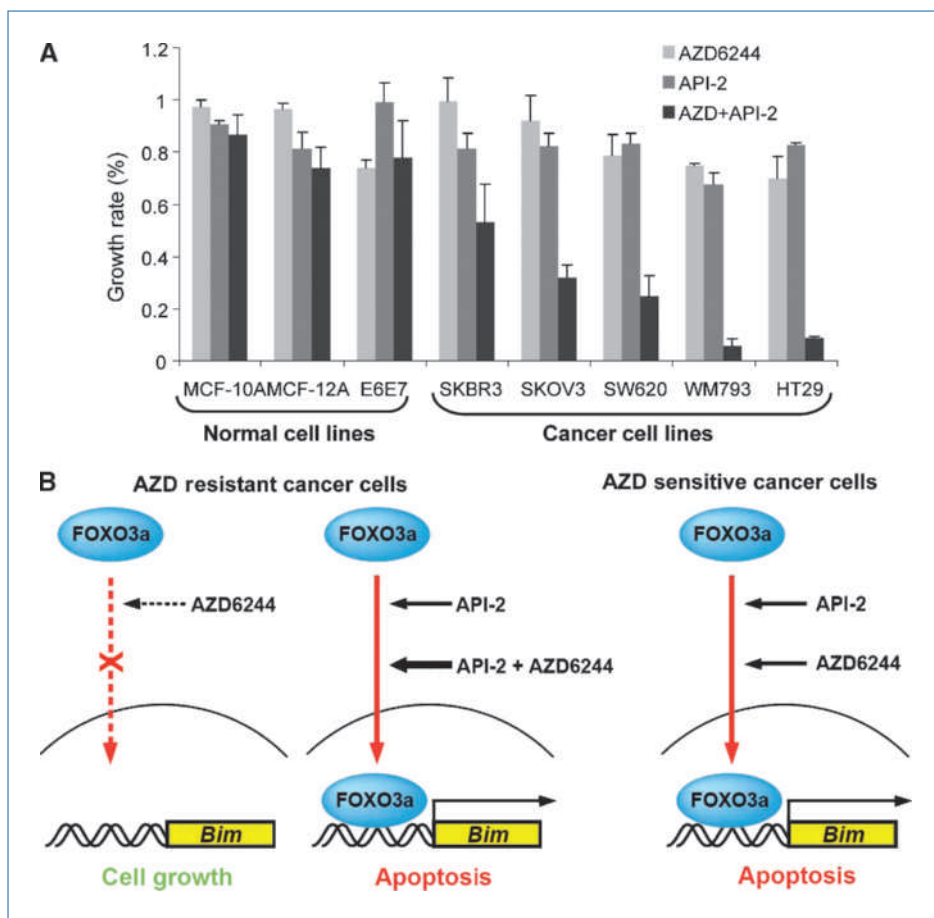 A
1.2
1
0.8
0.6
0.4
0.2
0
Growth rate (%)
AZD6244
API-2
AZD+API-2
MCF-10AMCF-12A E6E7 SKBR3 SKOV3 SW620 WM793 HT29
Normal cell lines Cancer cell lines
B AZD resistant cancer cells AZD sensitive cancer cells
FOXO3a FOXO3a FOXO3a
AZD6244 API-2 API-2
X API-2 + AZD6244 AZD6244
FOXO3a FOXO3a
Bim Bim Bim
Cell growth Apoptosis Apoptosis